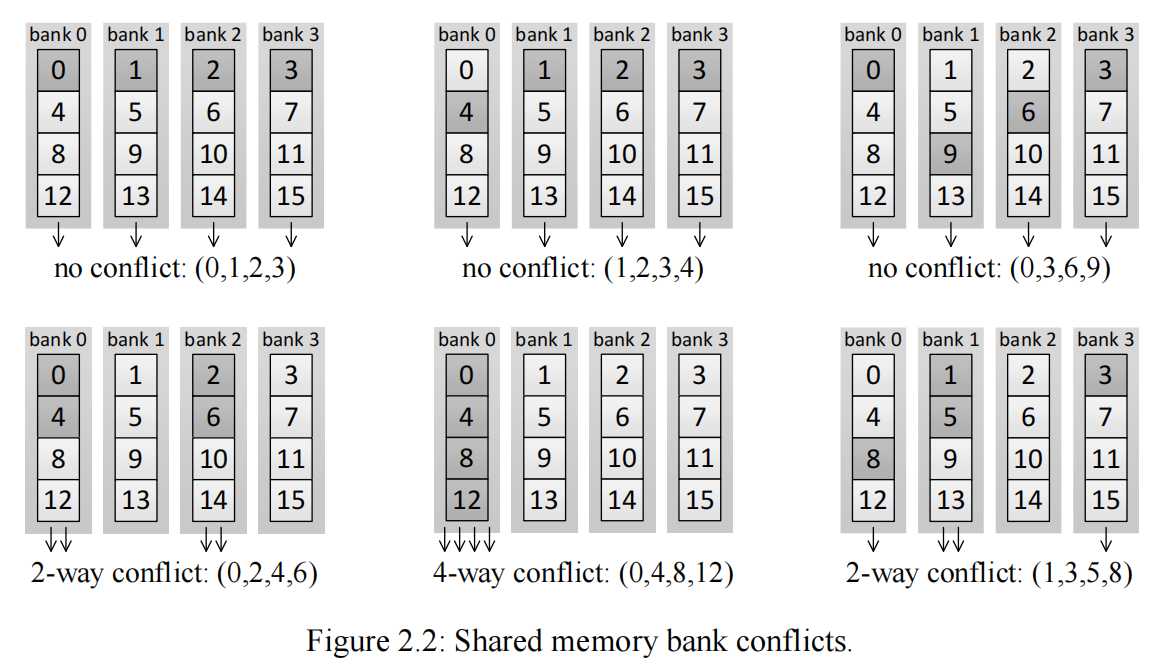 bank 0 bank 1 bank 2 bank 3
0 1 2 3
4 5 6 7
8 9 10 11
12 13 14 15
no conflict: (0,1,2,3)
bank 0 bank 1 bank 2 bank 3
0 1 2 3
4 5 6 7
8 9 10 11
12 13 14 15
no conflict: (1,2,3,4)
bank 0 bank 1 bank 2 bank 3
0 1 2 3
4 5 6 7
8 9 10 11
12 13 14 15
no conflict: (0,3,6,9)
bank 0 bank 1 bank 2 bank 3
0 1 2 3
4 5 6 7
8 9 10 11
12 13 14 15
2-way conflict: (0,2,4,6)
bank 0 bank 1 bank 2 bank 3
0 1 2 3
4 5 6 7
8 9 10 11
12 13 14 15
4-way conflict: (0,4,8,12)
bank 0 bank 1 bank 2 bank 3
0 1 2 3
4 5 6 7
8 9 10 11
12 13 14 15
2-way conflict: (1,3,5,8)
Figure 2.2: Shared memory bank conflicts.